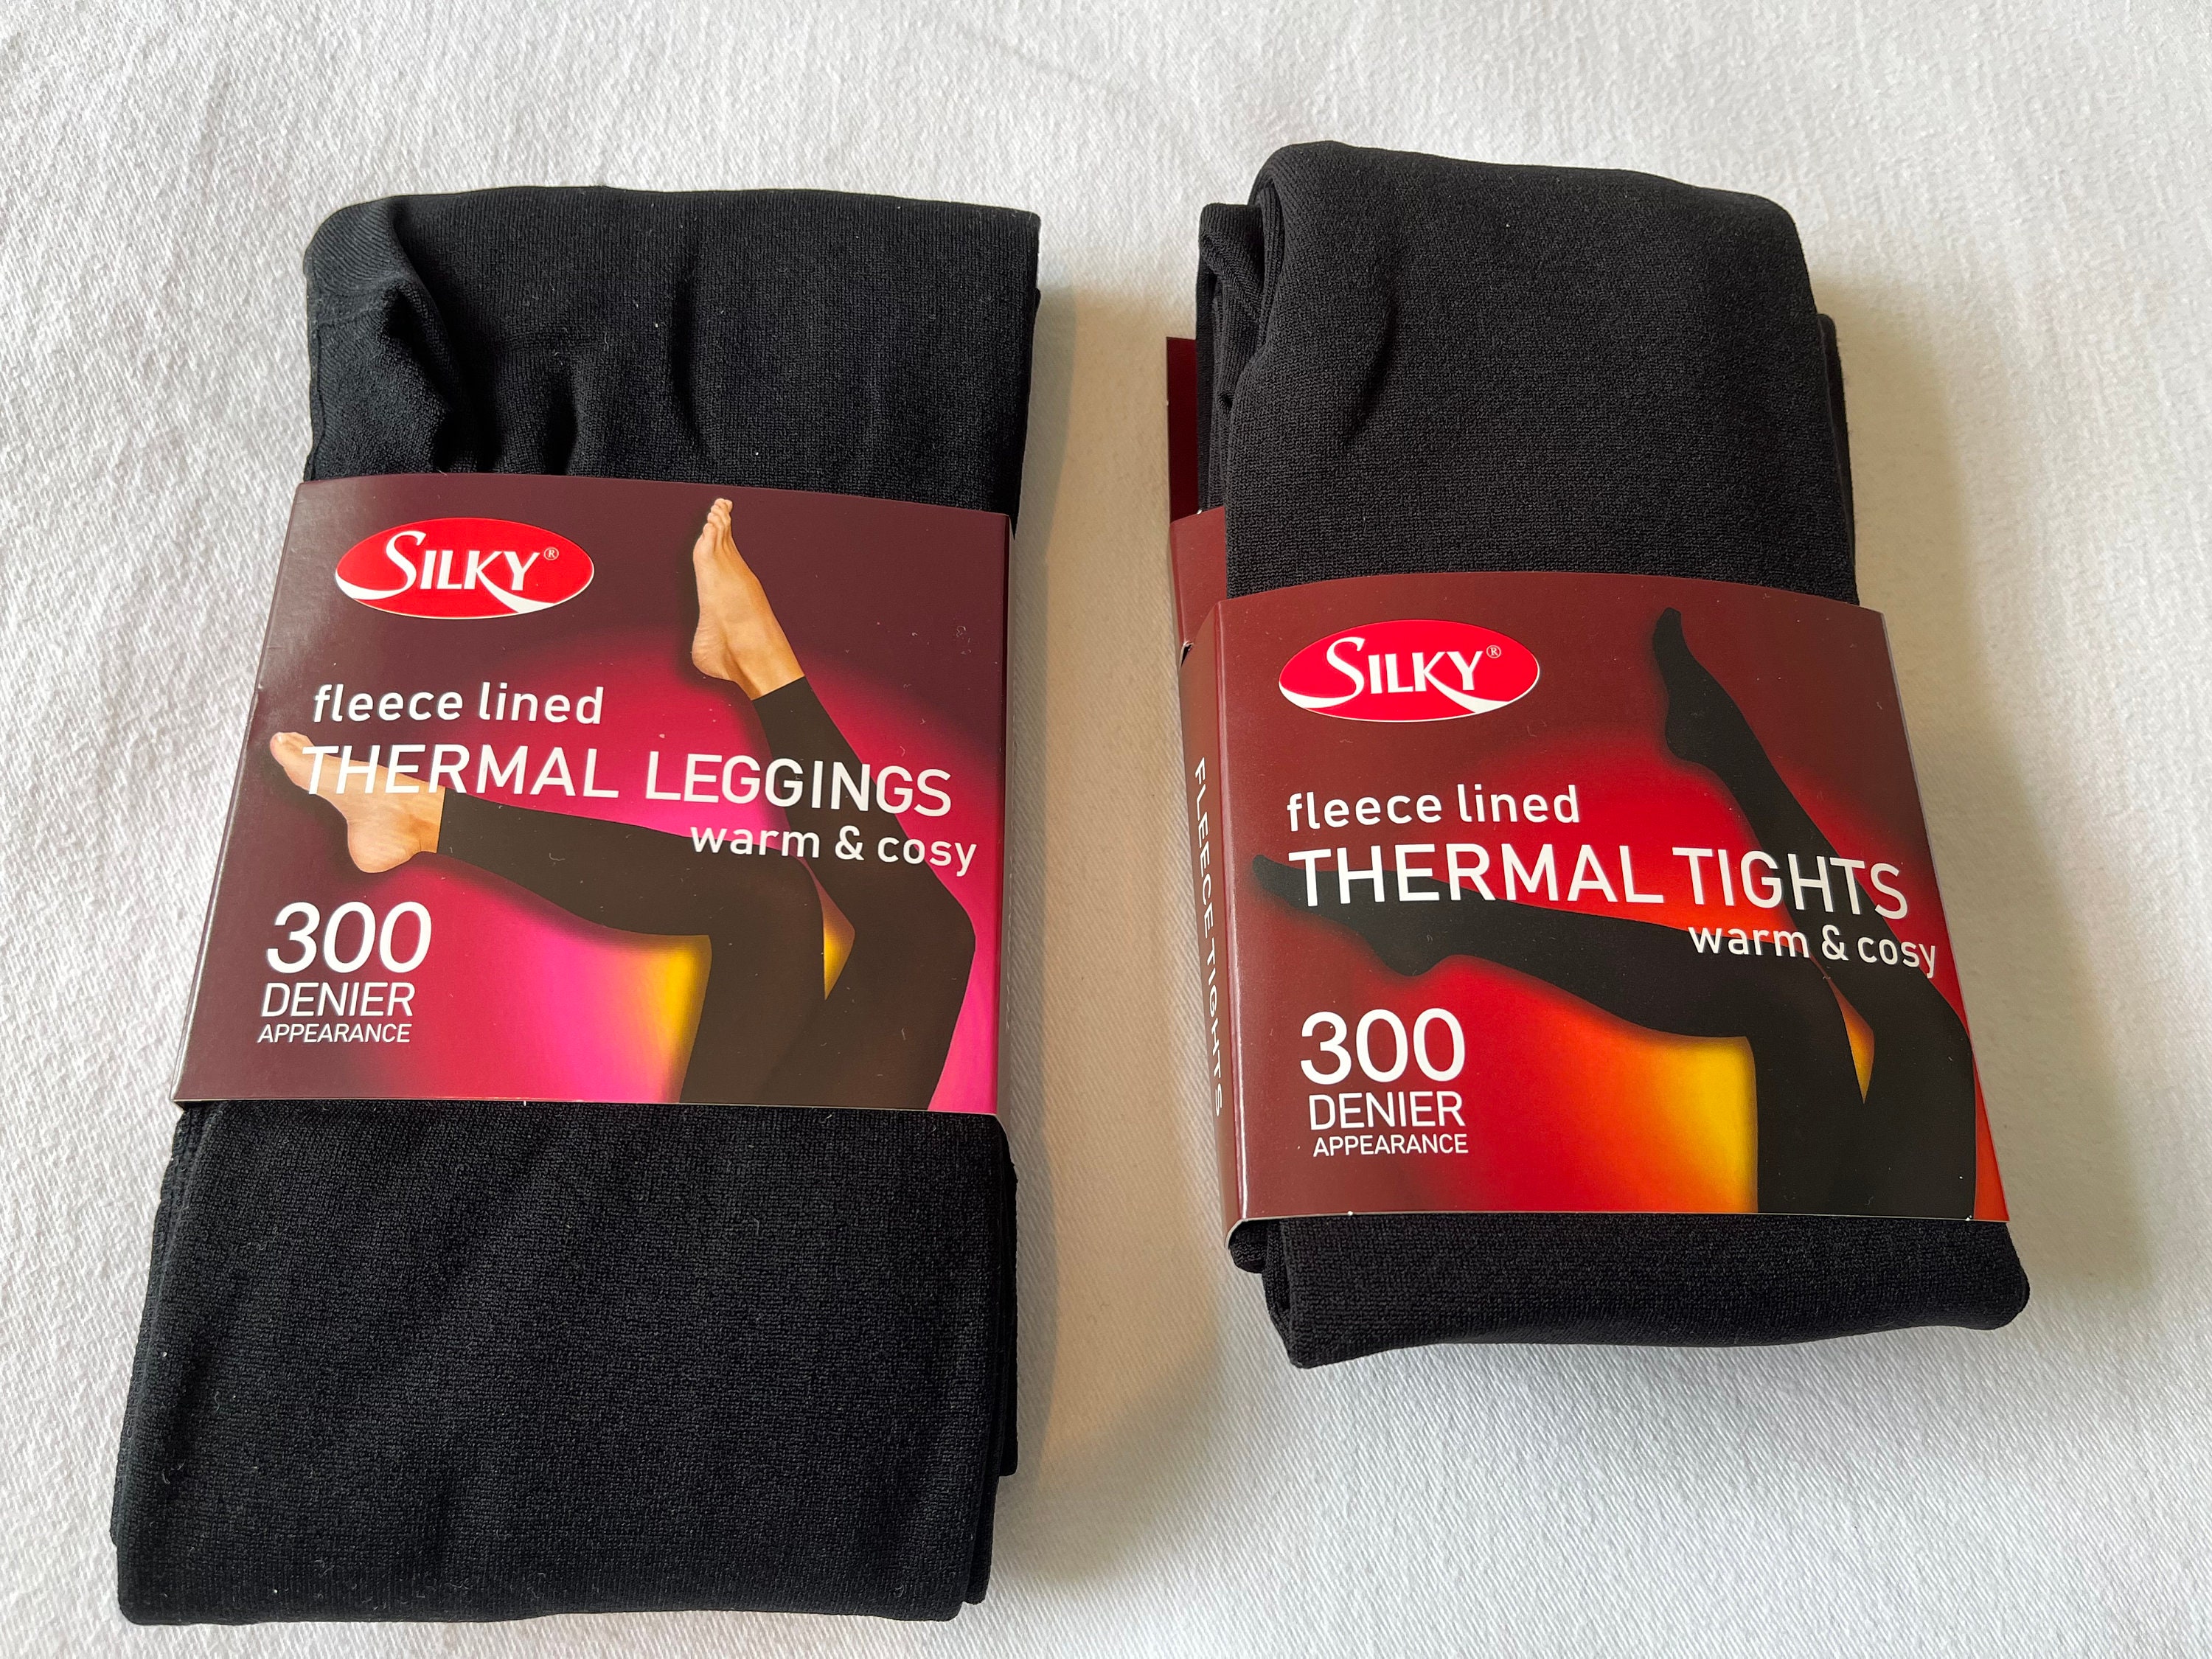 SILKY®
fleece lined
THERMAL LEGGINGS
warm & cosy
300
DENIER
APPEARANCE
SILKY®
fleece lined
THERMAL TIGHTS
warm & cosy
300
DENIER
APPEARANCE
FLEECE TIGHTS